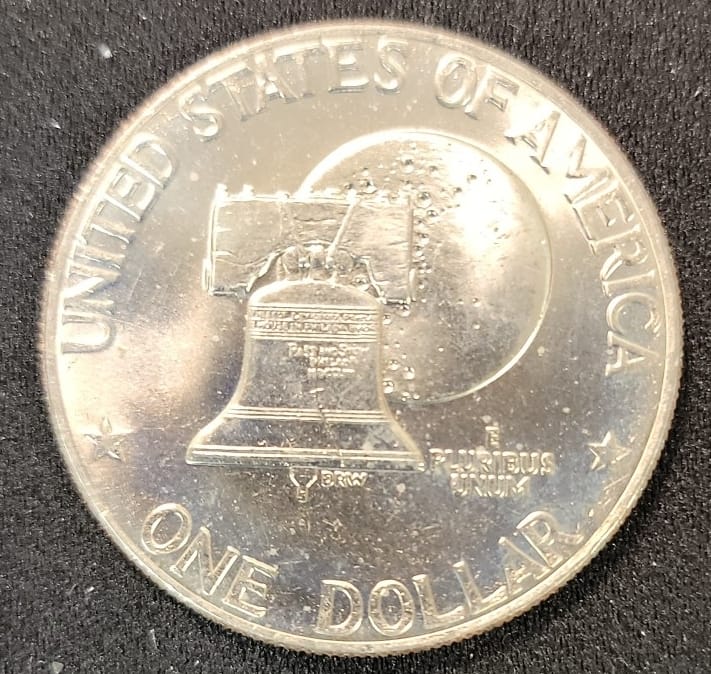 UNITED STATES OF AMERICA
E
PLURIBUS
UNUM
DRW
ONE DOLLAR